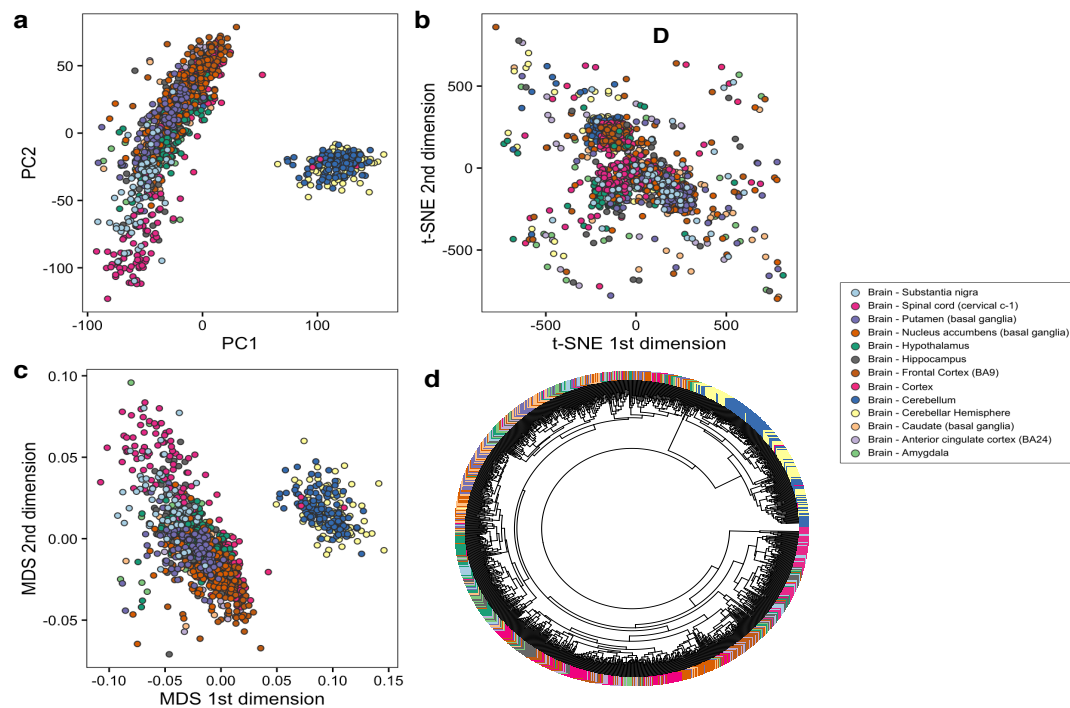 a
50
0
-50
-100
PC2
-100
0
100
PC1
b
D
500
0
-500
t-SNE 2nd dimension
-500
0
500
t-SNE 1st dimension
Brain - Substantia nigra
Brain - Spinal cord (cervical c-1)
Brain - Putamen (basal ganglia)
Brain - Nucleus accumbens (basal ganglia)
Brain - Hypothalamus
Brain - Hippocampus
Brain - Frontal Cortex (BA9)
Brain - Cortex
Brain - Cerebellum
Brain - Cerebellar Hemisphere
Brain - Caudate (basal ganglia)
Brain - Anterior cingulate cortex (BA24)
Brain - Amygdala
c
0.10
0.05
0.00
-0.05
MDS 2nd dimension
-0.10
-0.05
0.00
0.05
0.10
0.15
MDS 1st dimension
d